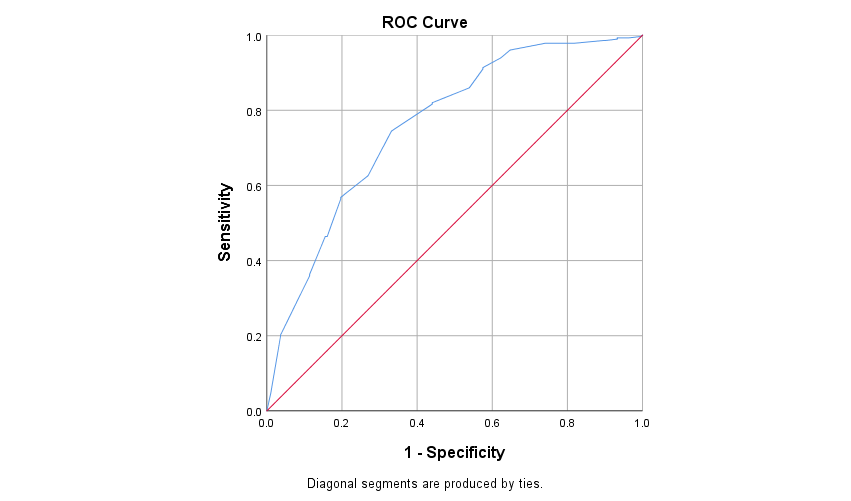 ROC Curve
1.0
0.8
0.6
0.4
0.2
0.0
Sensitivity
0.0 0.2 0.4 0.6 0.8 1.0
1 - Specificity
Diagonal segments are produced by ties.